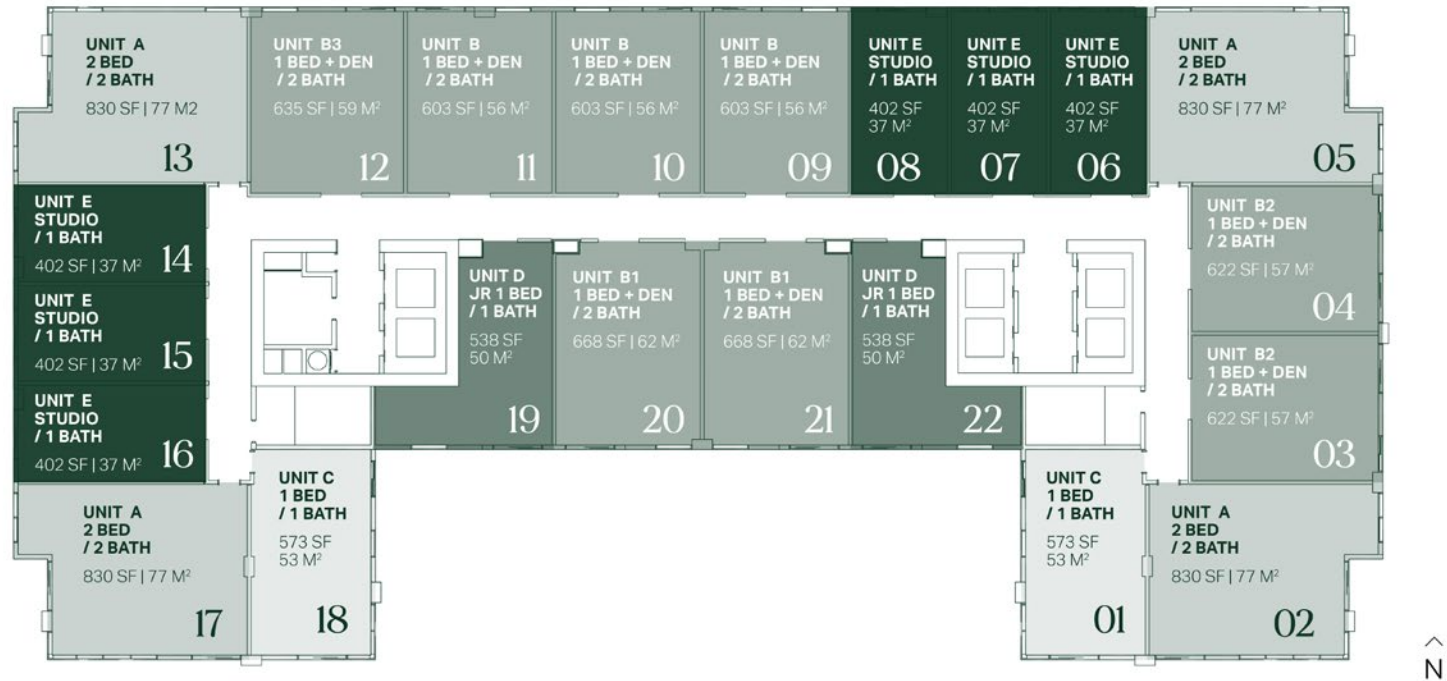 UNIT A
2 BED
/ 2 BATH
830 SF | 77 M2
13
UNIT B3
1 BED + DEN
/ 2 BATH
635 SF | 59 M²
12
UNIT B
1 BED + DEN
/ 2 BATH
603 SF | 56 M²
11
UNIT B
1 BED + DEN
/ 2 BATH
603 SF | 56 M²
10
UNIT B
1 BED + DEN
/ 2 BATH
603 SF | 56 M²
09
UNIT E
STUDIO
/ 1 BATH
402 SF
37 M²
08
UNIT E
STUDIO
/ 1 BATH
402 SF
37 M²
07
UNIT E
STUDIO
/ 1 BATH
402 SF
37 M²
06
UNIT A
2 BED
/ 2 BATH
830 SF | 77 M²
05
UNIT E
STUDIO
/ 1 BATH
402 SF | 37 M²
14
UNIT E
STUDIO
/ 1 BATH
402 SF | 37 M²
15
UNIT E
STUDIO
/ 1 BATH
402 SF | 37 M²
16
UNIT D
JR 1 BED
/ 1 BATH
538 SF
50 M²
19
UNIT B1
1 BED + DEN
/ 2 BATH
668 SF | 62 M²
20
UNIT B1
1 BED + DEN
/ 2 BATH
668 SF | 62 M²
21
UNIT D
JR 1 BED
/ 1 BATH
538 SF
50 M²
22
UNIT B2
1 BED + DEN
/ 2 BATH
622 SF | 57 M²
04
UNIT B2
1 BED + DEN
/ 2 BATH
622 SF | 57 M²
03
UNIT A
2 BED
/ 2 BATH
830 SF | 77 M²
17
UNIT C
1 BED
/ 1 BATH
573 SF
53 M²
18
UNIT C
1 BED
/ 1 BATH
573 SF
53 M²
01
UNIT A
2 BED
/ 2 BATH
830 SF | 77 M²
02
N